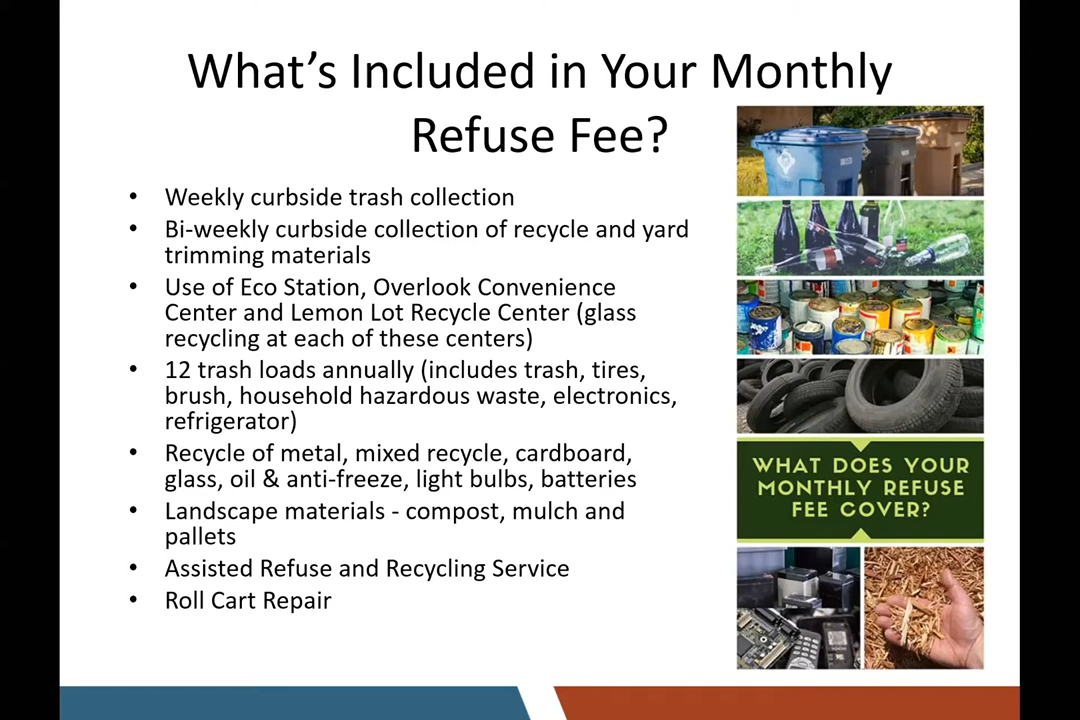 What’s Included in Your Monthly
Refuse Fee?
• Weekly curbside trash collection
• Bi-weekly curbside collection of recycle and yard
trimming materials
• Use of Eco Station, Overlook Convenience
Center and Lemon Lot Recycle Center (glass
recycling at each of these centers)
• 12 trash loads annually (includes trash, tires,
brush, household hazardous waste, electronics,
refrigerator)
• Recycle of metal, mixed recycle, cardboard,
glass, oil & anti-freeze, light bulbs, batteries
• Landscape materials - compost, mulch and
pallets
• Assisted Refuse and Recycling Service
• Roll Cart Repair
WHAT DOES YOUR
MONTHLY REFUSE
FEE COVER?